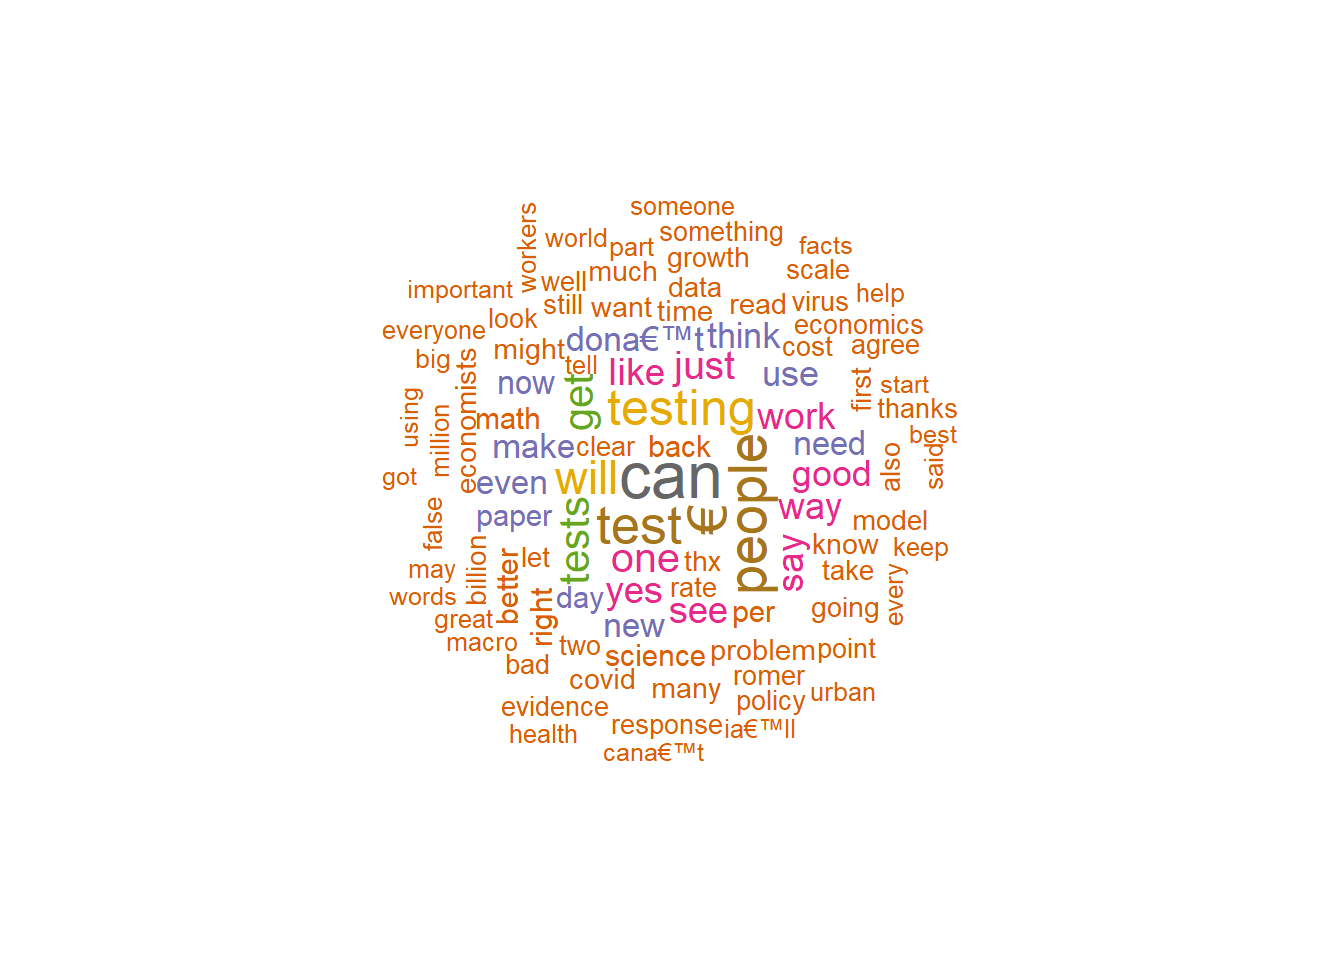 someone
workers
world
part
something
facts
growth
scale
important
well
much
data
virus
help
still
want
time
read
everyone
look
economics
donа€™t
think
cost
agree
big
might
tell
like
just
use
now
first
start
economists
get
testing
work
thanks
using
math
million
make
clear
back
need
best
got
even
will
can
people
good
also
said
paper
test
€
way
model
false
tests
one
thx
say
know
keep
may
let
billion
better
take
words
day
yes
rate
every
great
right
new
see
per
going
macro
two
science
problem
point
bad
covid
many
romer
policy
urban
evidence
health
response
iа€™ll
canа€™t